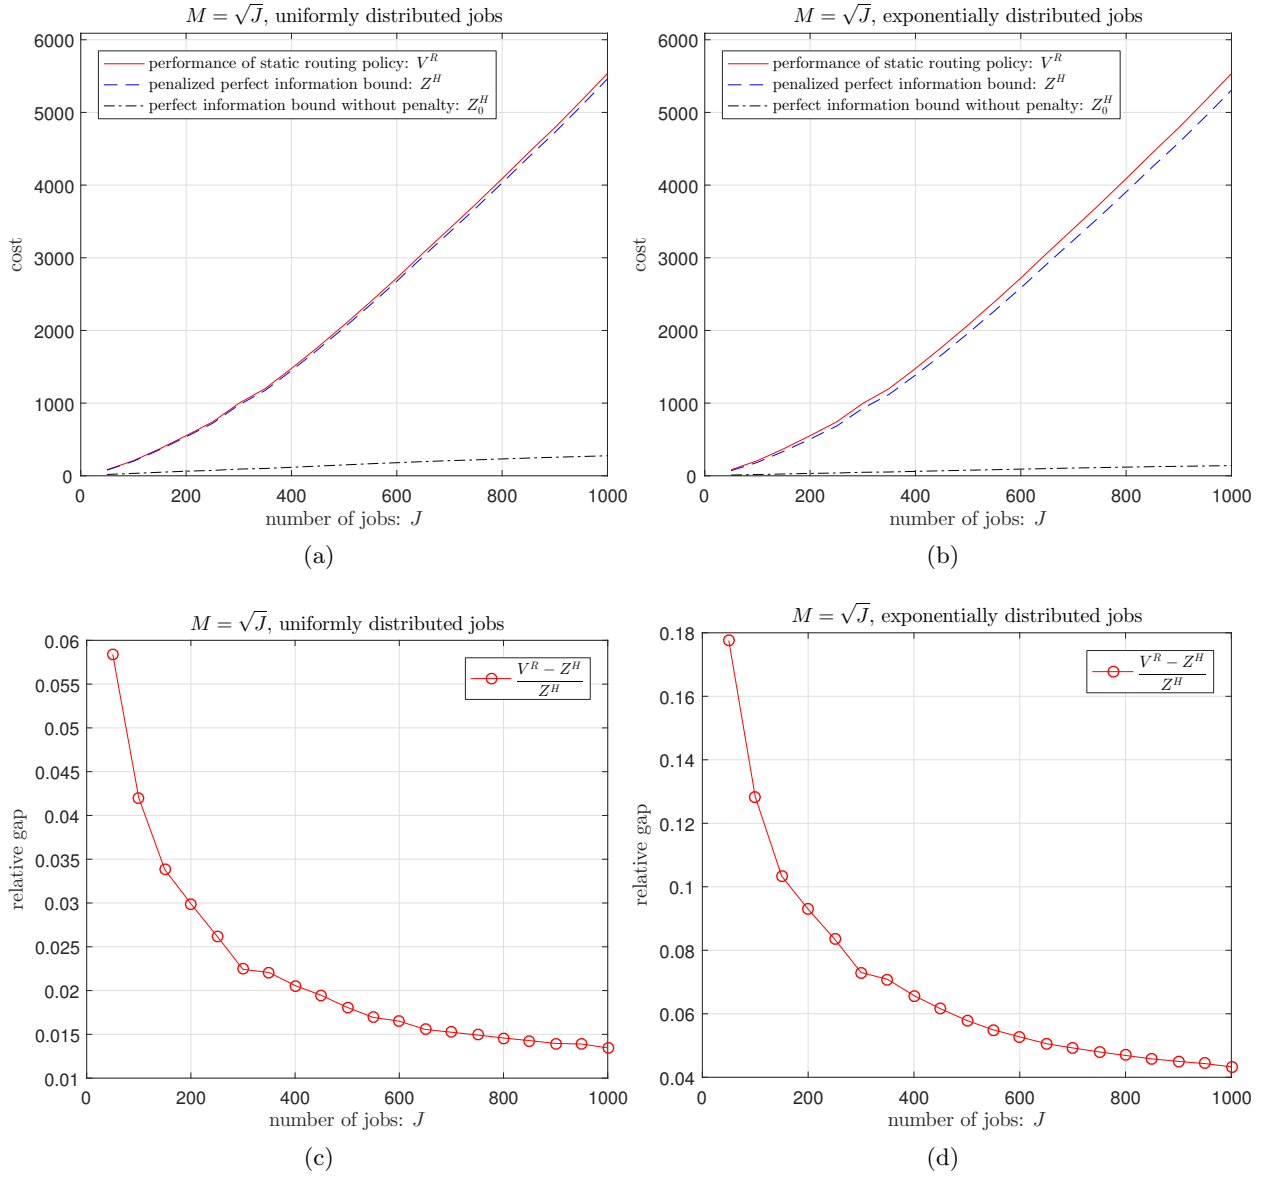 M = √J, uniformly distributed jobs
6000
5000
4000
3000
2000
1000
0
cost
performance of static routing policy: V^R
penalized perfect information bound: Z^H
perfect information bound without penalty: Z_0^H
0 200 400 600 800 1000
number of jobs: J
(a)
M = √J, exponentially distributed jobs
6000
5000
4000
3000
2000
1000
0
cost
performance of static routing policy: V^R
penalized perfect information bound: Z^H
perfect information bound without penalty: Z_0^H
0 200 400 600 800 1000
number of jobs: J
(b)
M = √J, uniformly distributed jobs
0.06
0.055
0.05
0.045
0.04
0.035
0.03
0.025
0.02
0.015
0.01
relative gap
V^R − Z^H
Z^H
0 200 400 600 800 1000
number of jobs: J
(c)
M = √J, exponentially distributed jobs
0.18
0.16
0.14
0.12
0.1
0.08
0.06
0.04
relative gap
V^R − Z^H
Z^H
0 200 400 600 800 1000
number of jobs: J
(d)